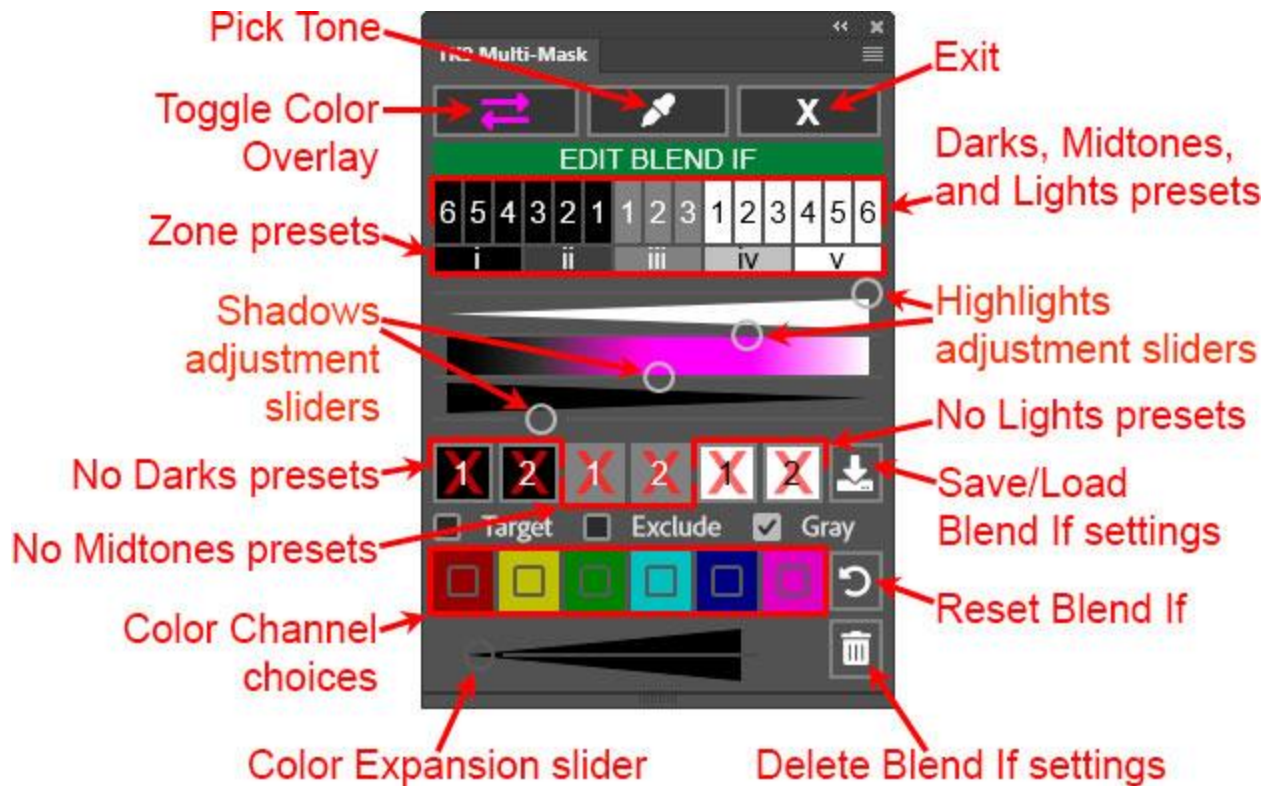 Pick Tone
TK9 Multi-Mask
Exit
Toggle Color
Overlay
X
EDIT BLEND IF
Darks, Midtones,
and Lights presets
6 5 4 3 2 1 1 2 3 1 2 3 4 5 6
Zone presets
i ii iii iv v
Shadows
adjustment
sliders
Highlights
adjustment sliders
No Lights presets
No Darks presets
1 2 1 2 1 2
Save/Load
Blend If settings
Target Exclude Gray
No Midtones presets
Reset Blend If
Color Channel
choices
Color Expansion slider
Delete Blend If settings